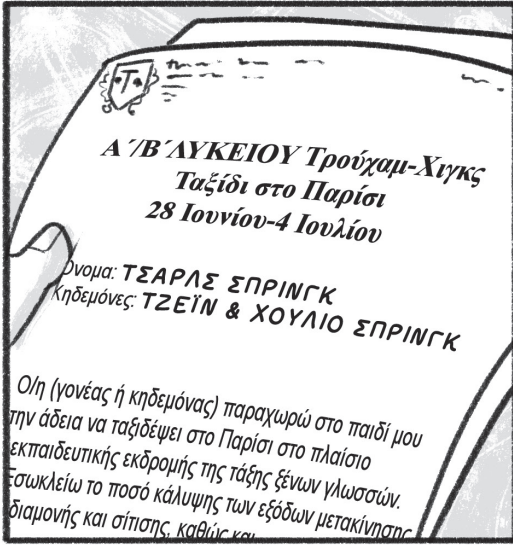 Τ
Α΄/Β΄ ΛΥΚΕΙΟΥ Τρούχαμ-Χιγκς
Ταξίδι στο Παρίσι
28 Ιουνίου-4 Ιουλίου
Όνομα: ΤΣΑΡΛΣ ΣΠΡΙΝΓΚ
Κηδεμόνες: ΤΖΕΪΝ & ΧΟΥΛΙΟ ΣΠΡΙΝΓΚ
Ο/η (γονέας ή κηδεμόνας) παραχωρώ στο παιδί μου
την άδεια να ταξιδέψει στο Παρίσι στο πλαίσιο
εκπαιδευτικής εκδρομής της τάξης ξένων γλωσσών.
Εσωκλείω το ποσό κάλυψης των εξόδων μετακίνησης
διαμονής και σίτισης, καθώς και